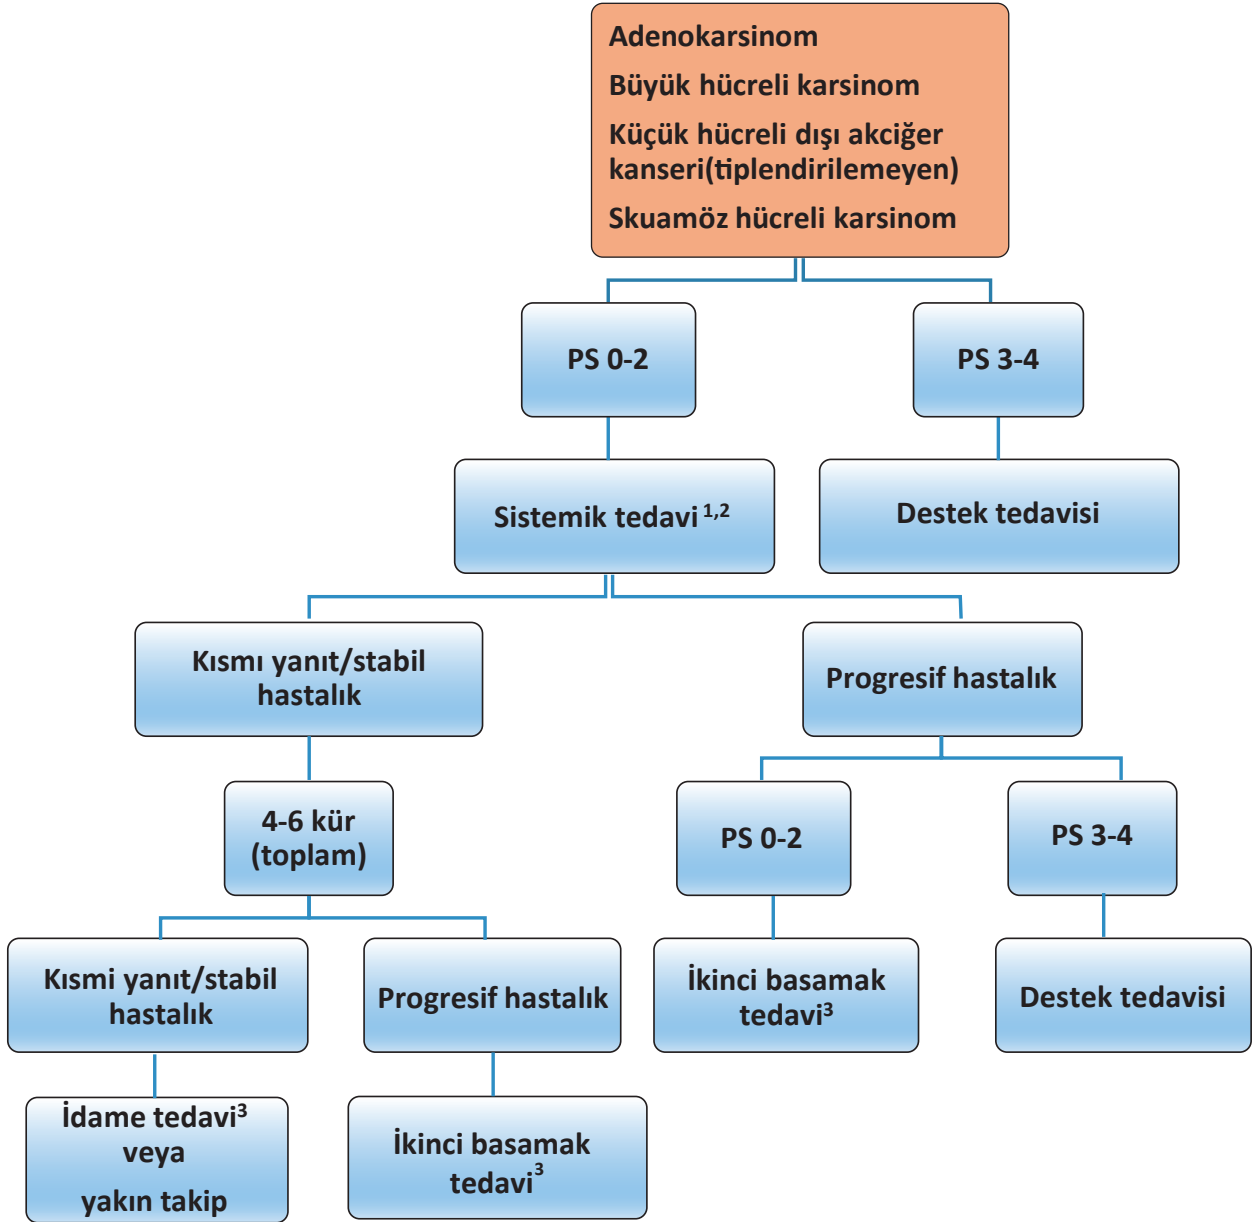 Adenokarsinom
Büyük hücreli karsinom
Küçük hücreli dışı akciğer
kanseri(tiplendirilemeyen)
Skuamöz hücreli karsinom
PS 0-2
PS 3-4
Sistemik tedavi 1,2
Destek tedavisi
Kısmı yanıt/stabil
hastalık
Progresif hastalık
4-6 kür
(toplam)
PS 0-2
PS 3-4
Kısmi yanıt/stabil
hastalık
Progresif hastalık
İkinci basamak
tedavi3
Destek tedavisi
İdame tedavi3
veya
yakın takip
İkinci basamak
tedavi3